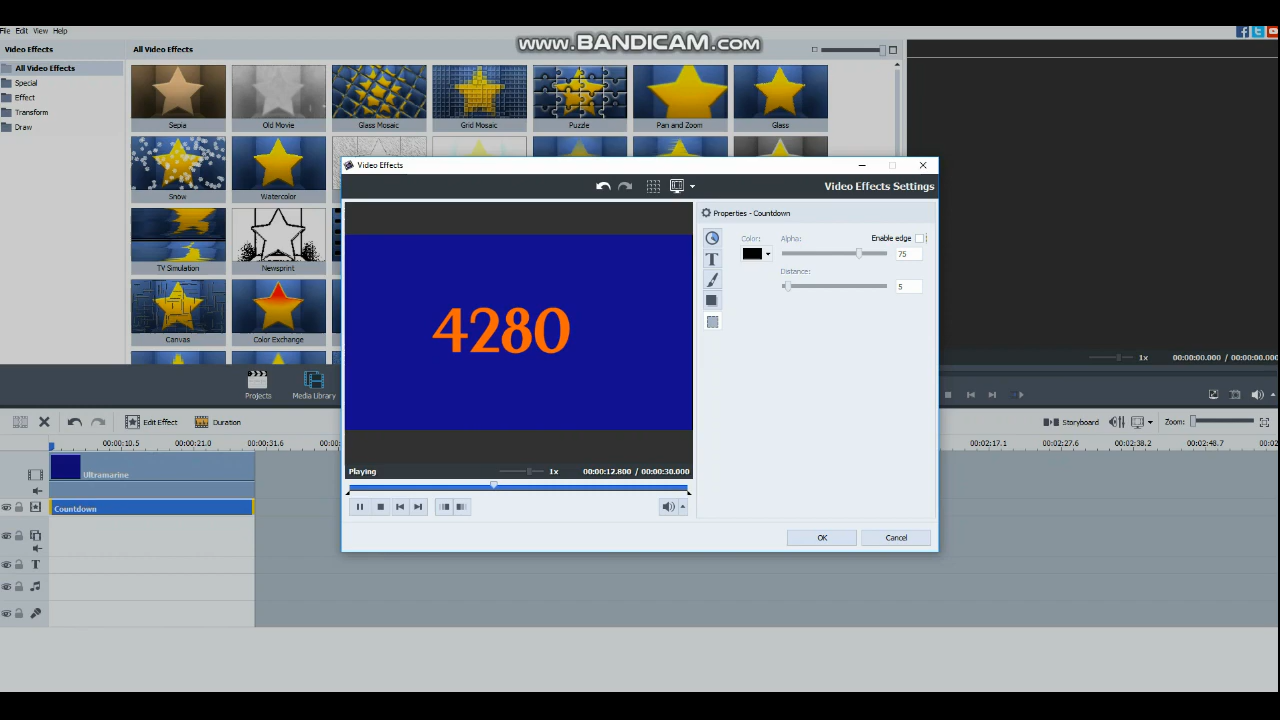 www.BANDICAM.com
File Edit View Help
Video Effects
All Video Effects
Special
Effect
Transform
Draw
All Video Effects
Sepia
Old Movie
Glass Mosaic
Grid Mosaic
Puzzle
Pan and Zoom
Glass
Snow
Watercolor
TV Simulation
Newsprint
Canvas
Color Exchange
Video Effects
Video Effects Settings
Properties - Countdown
Color:
Alpha:
Enable edge
75
Distance:
5
4280
Playing
1x
00:00:12.800 / 00:00:30.000
OK
Cancel
1x
00:00:00.000 / 00:00:00.000
Projects
Media Library
Edit Effect
Duration
Storyboard
Zoom:
00:00:10.5 00:00:21.0 00:00:31.6
00:02:17.1 00:02:27.6 00:02:38.2 00:02:48.7
Ultramarine
Countdown
T